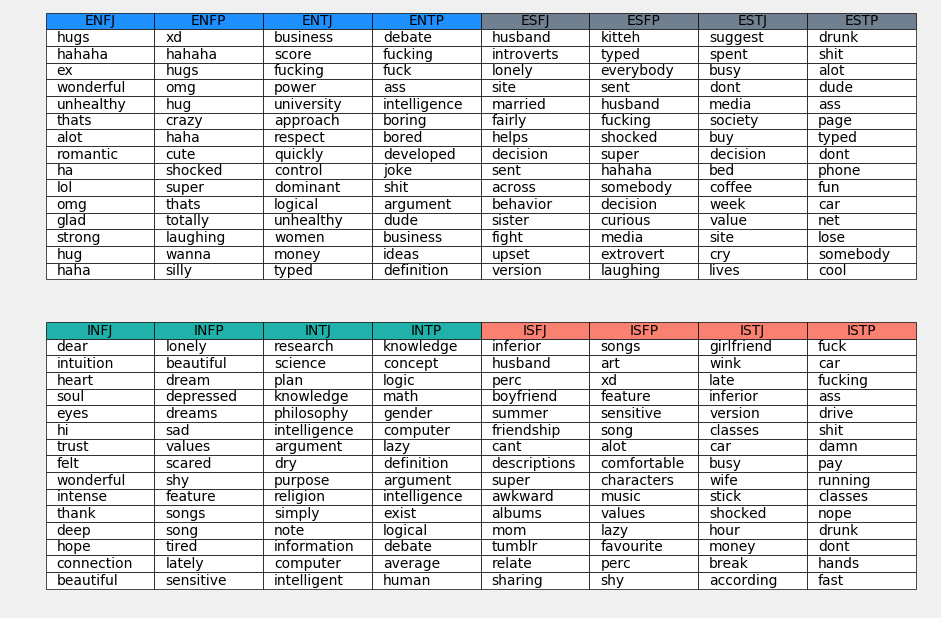 ENFJ ENFP ENTJ ENTP ESFJ ESFP ESTJ ESTP
hugs xd business debate husband kitteh suggest drunk
hahaha hahaha score fucking introverts typed spent shit
ex hugs fucking fuck lonely everybody busy alot
wonderful omg power ass site sent dont dude
unhealthy hug university intelligence married husband media ass
thats crazy approach boring fairly fucking society page
alot haha respect bored helps shocked buy typed
romantic cute quickly developed decision super decision dont
ha shocked control joke sent hahaha bed phone
lol super dominant shit across somebody coffee fun
omg thats logical argument behavior decision week car
glad totally unhealthy dude sister curious value net
strong laughing women business fight media site lose
hug wanna money ideas upset extrovert cry somebody
haha silly typed definition version laughing lives cool
INFJ INFP INTJ INTP ISFJ ISFP ISTJ ISTP
dear lonely research knowledge inferior songs girlfriend fuck
intuition beautiful science concept husband art wink car
heart dream plan logic perc xd late fucking
soul depressed knowledge math boyfriend feature inferior ass
eyes dreams philosophy gender summer sensitive version drive
hi sad intelligence computer friendship song classes shit
trust values argument lazy cant alot car damn
felt scared dry definition descriptions comfortable busy pay
wonderful shy purpose argument super characters wife running
intense feature religion intelligence awkward music stick classes
thank songs simply exist albums values shocked nope
deep song note logical mom lazy hour drunk
hope tired information debate tumblr favourite money dont
connection lately computer average relate perc break hands
beautiful sensitive intelligent human sharing shy according fast